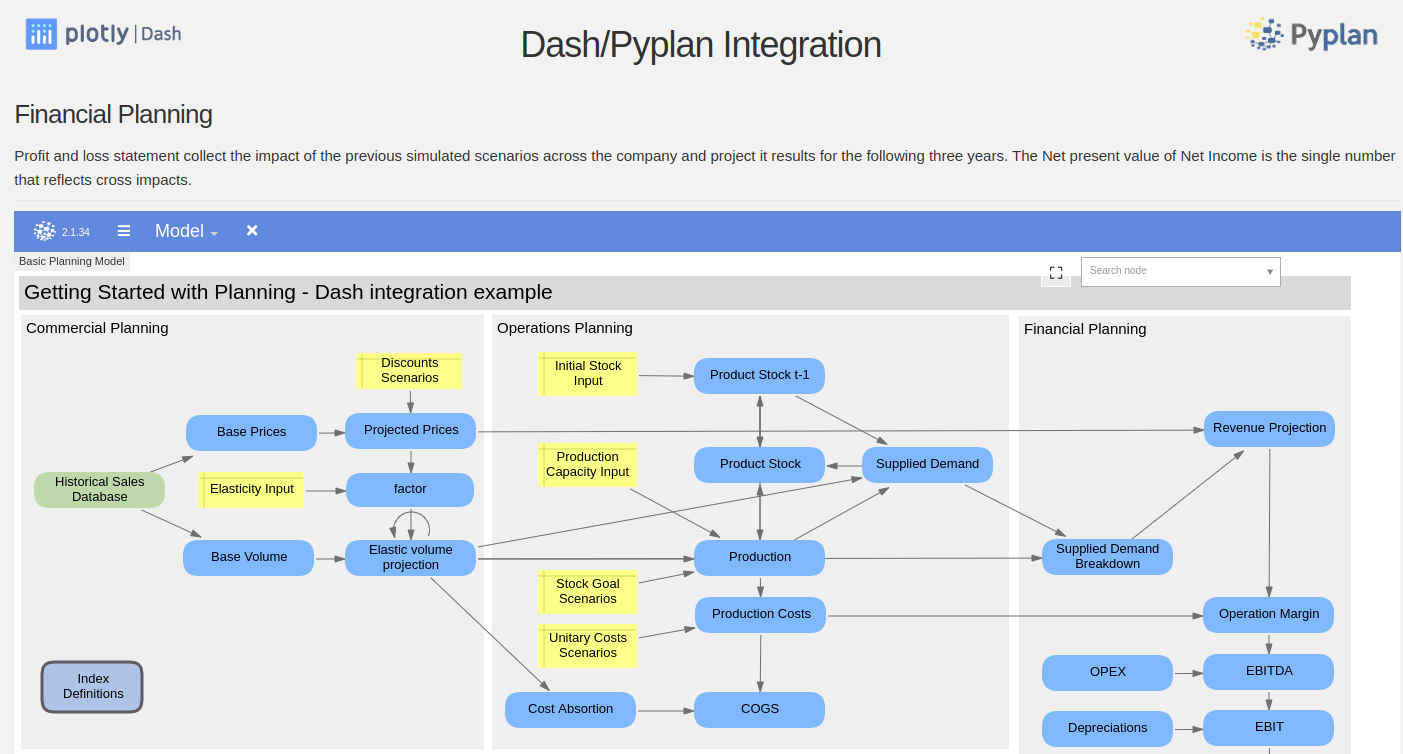 plotly | Dash
Dash/Pyplan Integration
Pyplan
Financial Planning
Profit and loss statement collect the impact of the previous simulated scenarios across the company and project it results for the following three years. The Net present value of Net Income is the single number
that reflects cross impacts.
2.1.34
Model
Basic Planning Model
Search node
Getting Started with Planning - Dash integration example
Commercial Planning
Discounts
Scenarios
Base Prices
Projected Prices
Historical Sales
Database
Elasticity Input
factor
Base Volume
Elastic volume
projection
Index
Definitions
Operations Planning
Initial Stock
Input
Product Stock t-1
Production
Capacity Input
Product Stock
Supplied Demand
Production
Stock Goal
Scenarios
Production Costs
Unitary Costs
Scenarios
Cost Absortion
COGS
Financial Planning
Revenue Projection
Supplied Demand
Breakdown
Operation Margin
OPEX
EBITDA
Depreciations
EBIT